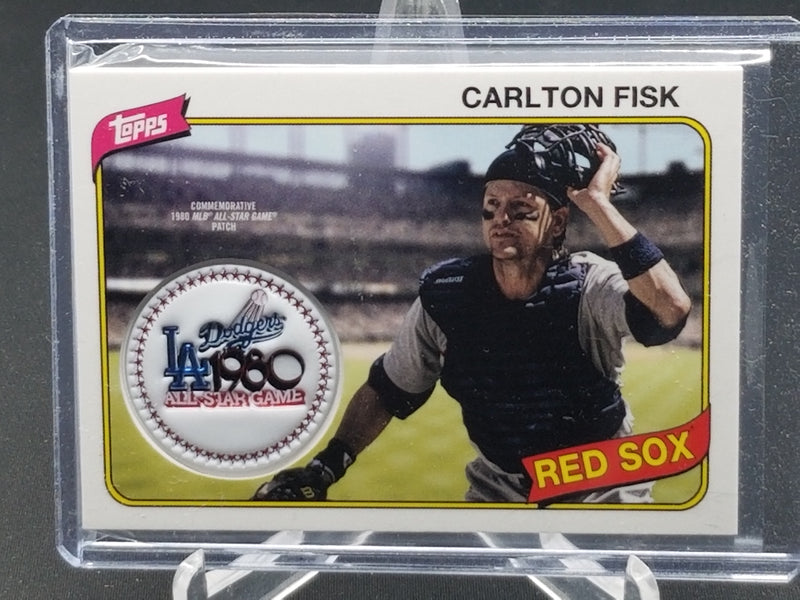 CARLTON FISK
topps
COMMEMORATIVE
1980 MLB® ALL-STAR GAME®
PATCH
Dodgers
LA 1980
ALL-STAR GAME
RED SOX